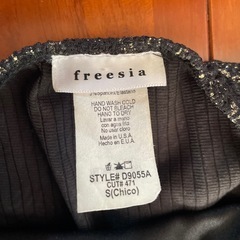 freesia
HAND WASH COLD
DO NOT BLEACH
HANG TO DRY
Lavar a mano
con agua fria
No usar cloro
Made in U.S.A.
Hecho en E.U.A.
STYLE# D9055A
CUT# 471
S(Chico)